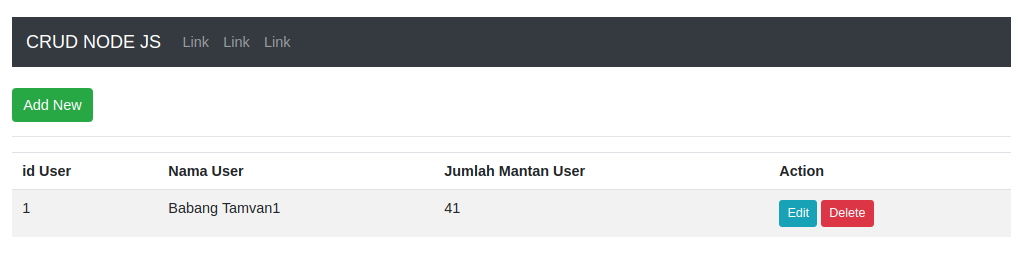 CRUD NODE JS Link Link Link
Add New
id User Nama User Jumlah Mantan User Action
1 Babang Tamvan1 41 Edit Delete